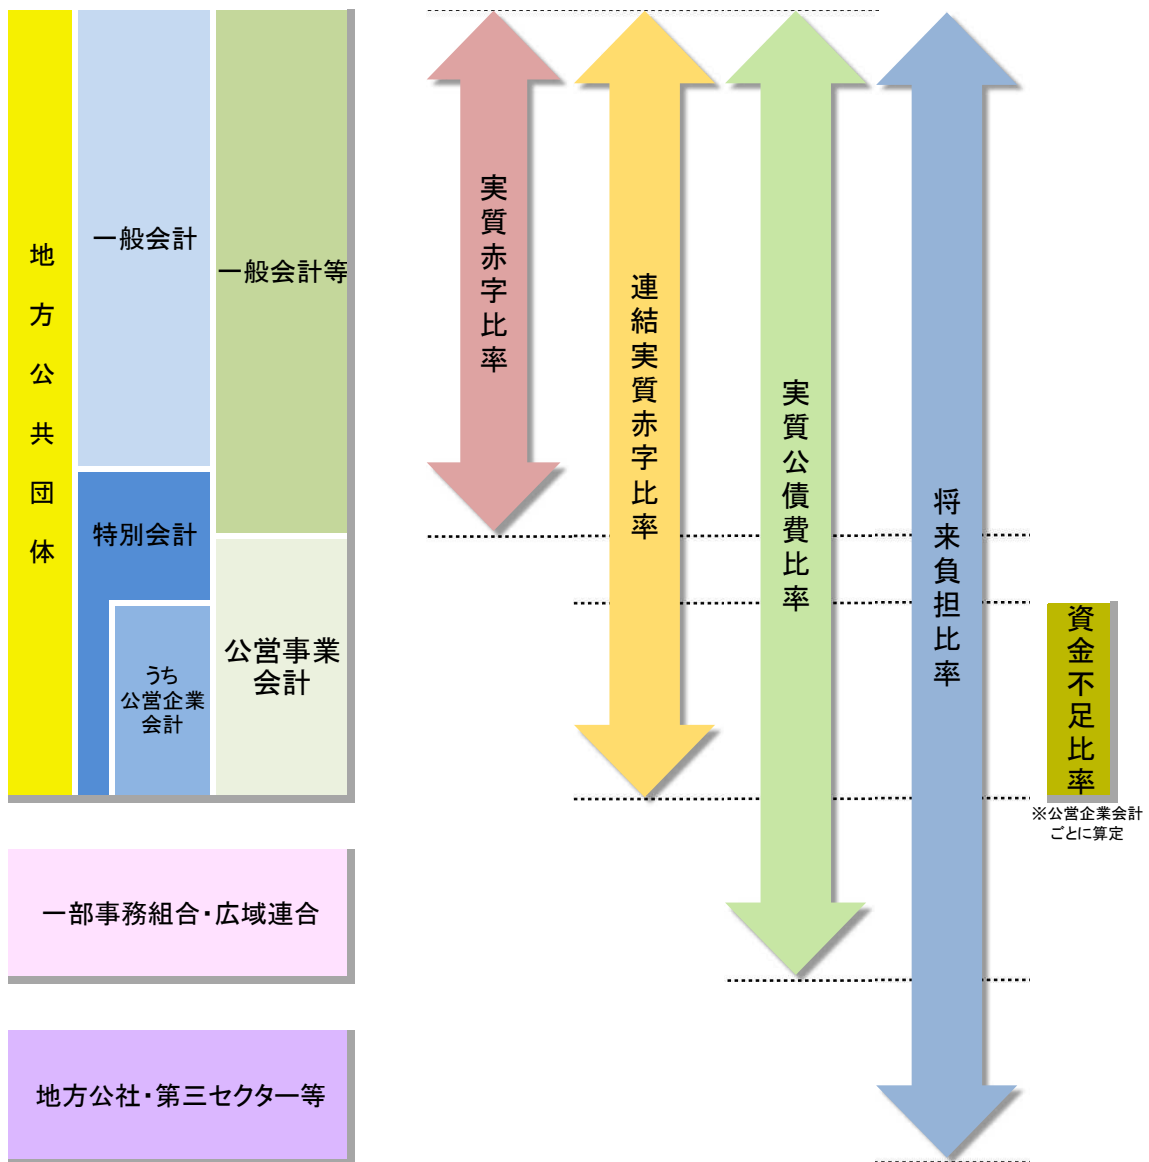 地方公共団体
一般会計
一般会計等
特別会計
うち
公営企業
会計
公営事業
会計
実質赤字比率
連結実質赤字比率
実質公債費比率
将来負担比率
資金不足比率
※公営企業会計
ごとに算定
一部事務組合・広域連合
地方公社・第三セクター等